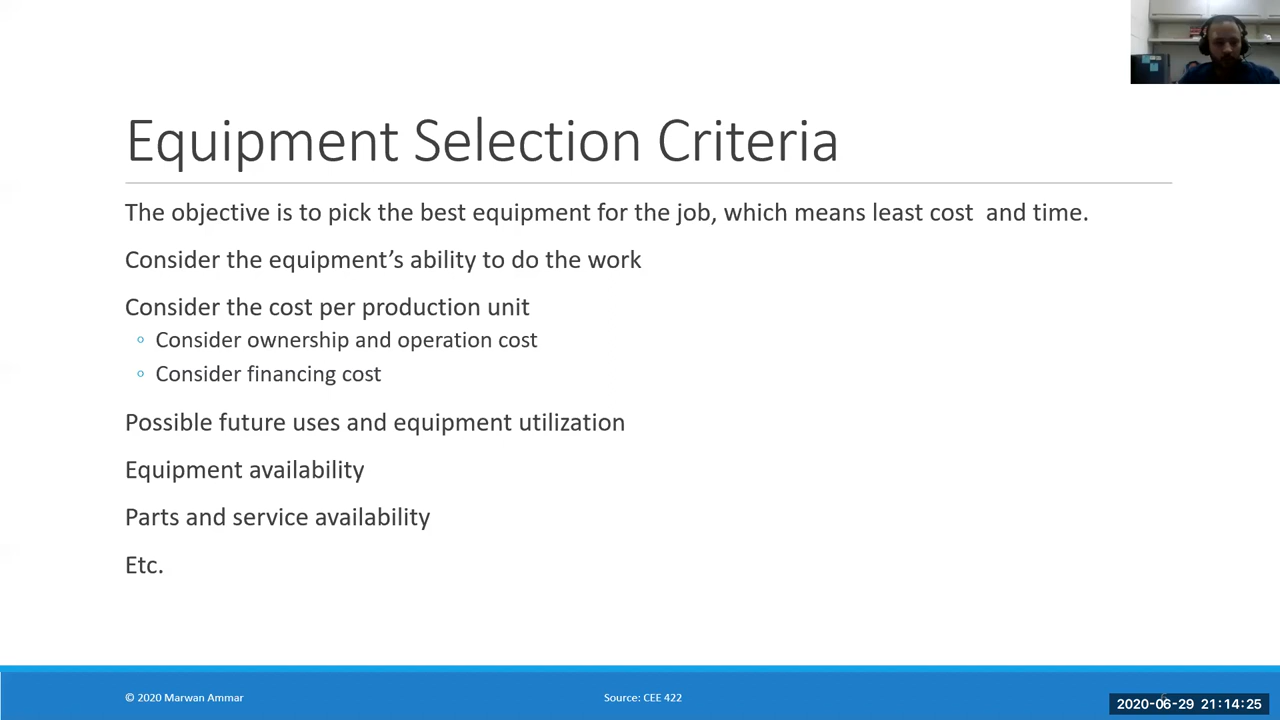 Equipment Selection Criteria
The objective is to pick the best equipment for the job, which means least cost  and time.
Consider the equipment’s ability to do the work
Consider the cost per production unit
◦ Consider ownership and operation cost
◦ Consider financing cost
Possible future uses and equipment utilization
Equipment availability
Parts and service availability
Etc.
© 2020 Marwan Ammar
Source: CEE 422
2020-06-29 21:14:25